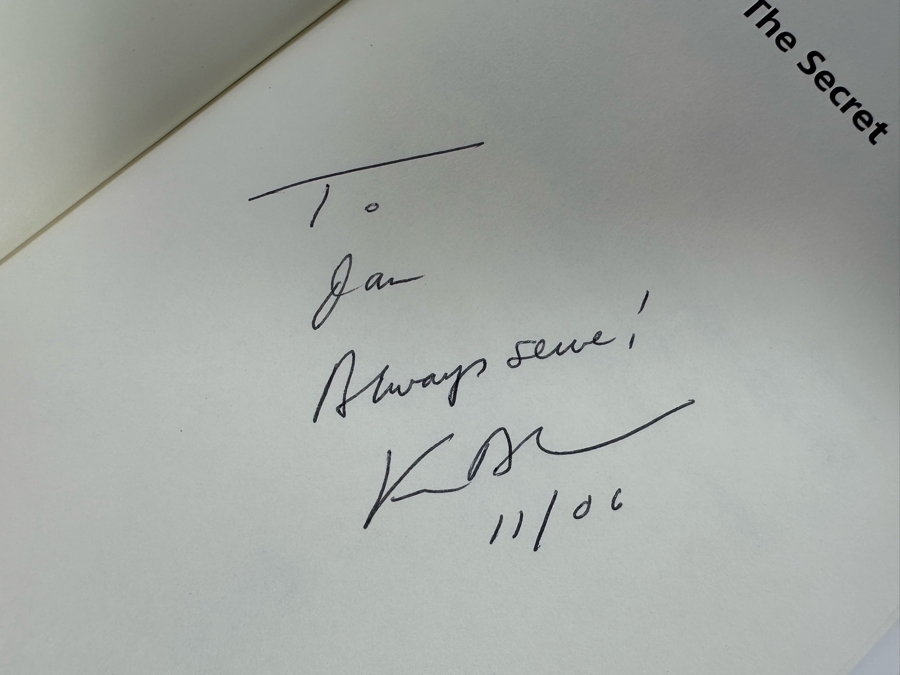 The Secret
To
Jan
Always serve!
11/06